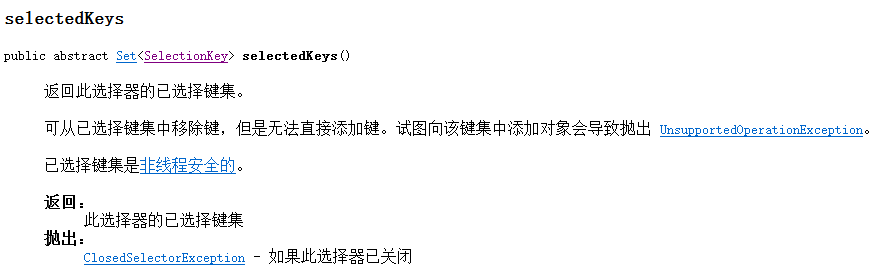 selectedKeys
public abstract Set<SelectionKey> selectedKeys()
返回此选择器的已选择键集。
可从已选择键集中移除键，但是无法直接添加键。试图向该键集中添加对象会导致抛出 UnsupportedOperationException。
已选择键集是非线程安全的。
返回：
此选择器的已选择键集
抛出：
ClosedSelectorException - 如果此选择器已关闭